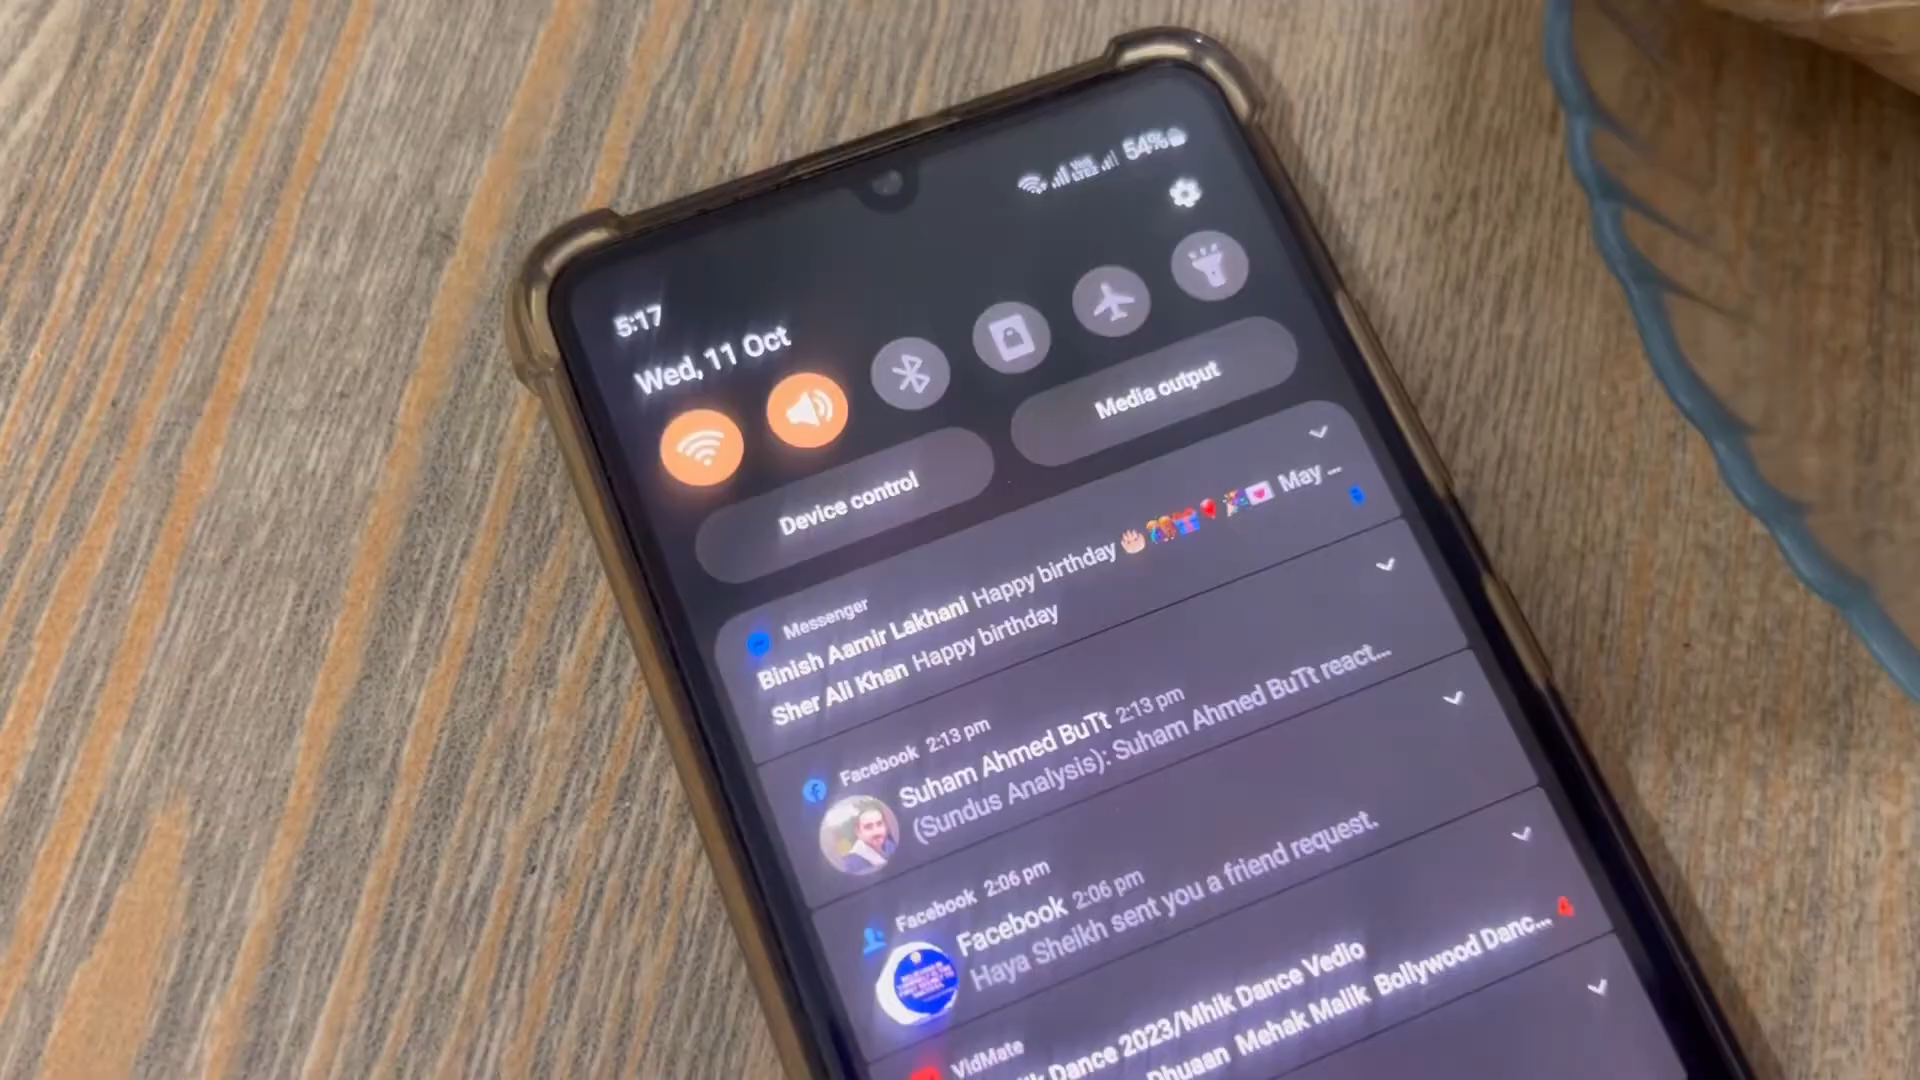 54%
5:17
Wed, 11 Oct
Device control
Media output
Messenger
Binish Aamir Lakhani Happy birthday 🎂 May ...
Sher Ali Khan Happy birthday
Facebook 2:13 pm
Suham Ahmed BuTt 2:13 pm
(Sundus Analysis): Suham Ahmed BuTt react...
Facebook 2:06 pm
Facebook 2:06 pm
Haya Sheikh sent you a friend request.
VidMate
Dance 2023/Mhik Dance Vedio
Dhuaan Mehak Malik Bollywood Danc...